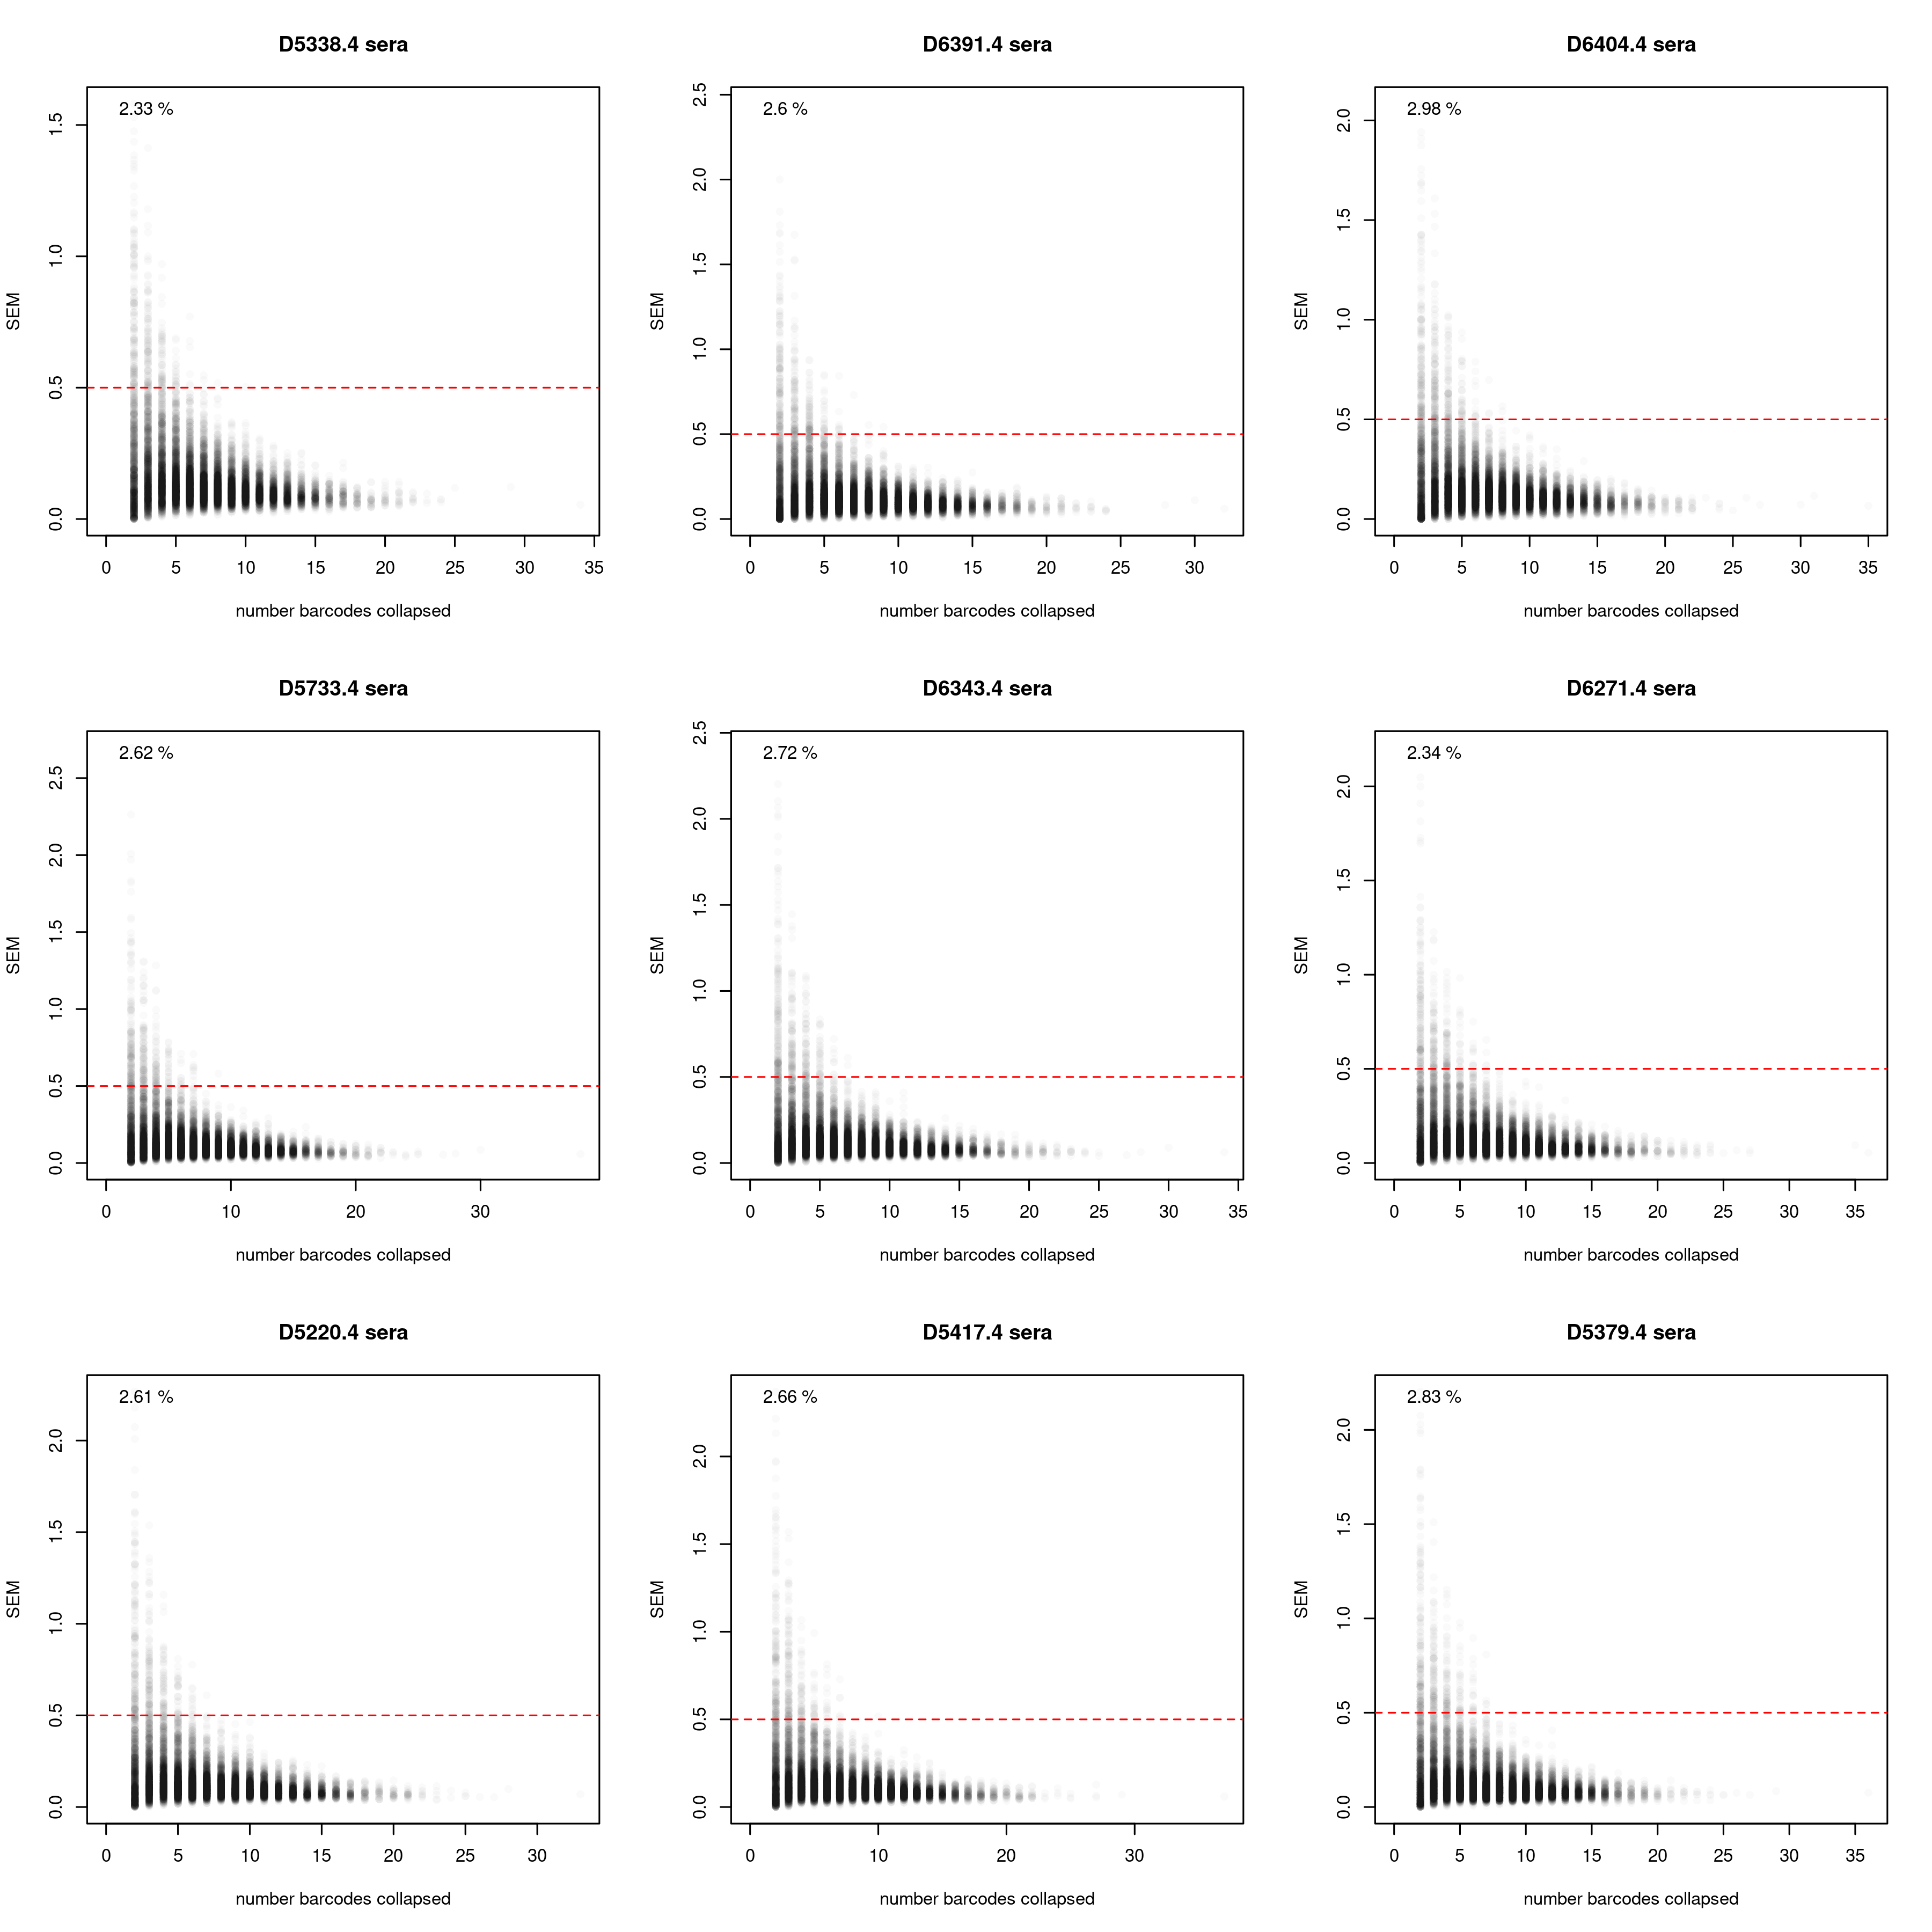 D5338.4 sera
2.33 %
SEM
0.0 0.5 1.0 1.5
0 5 10 15 20 25 30 35
number barcodes collapsed
D6391.4 sera
2.6 %
SEM
0.0 0.5 1.0 1.5 2.0 2.5
0 5 10 15 20 25 30
number barcodes collapsed
D6404.4 sera
2.98 %
SEM
0.0 0.5 1.0 1.5 2.0
0 5 10 15 20 25 30 35
number barcodes collapsed
D5733.4 sera
2.62 %
SEM
0.0 0.5 1.0 1.5 2.0 2.5
0 10 20 30
number barcodes collapsed
D6343.4 sera
2.72 %
SEM
0.0 0.5 1.0 1.5 2.0 2.5
0 5 10 15 20 25 30 35
number barcodes collapsed
D6271.4 sera
2.34 %
SEM
0.0 0.5 1.0 1.5 2.0
0 5 10 15 20 25 30 35
number barcodes collapsed
D5220.4 sera
2.61 %
SEM
0.0 0.5 1.0 1.5 2.0
0 5 10 15 20 25 30
number barcodes collapsed
D5417.4 sera
2.66 %
SEM
0.0 0.5 1.0 1.5 2.0
0 10 20 30
number barcodes collapsed
D5379.4 sera
2.83 %
SEM
0.0 0.5 1.0 1.5 2.0
0 5 10 15 20 25 30 35
number barcodes collapsed